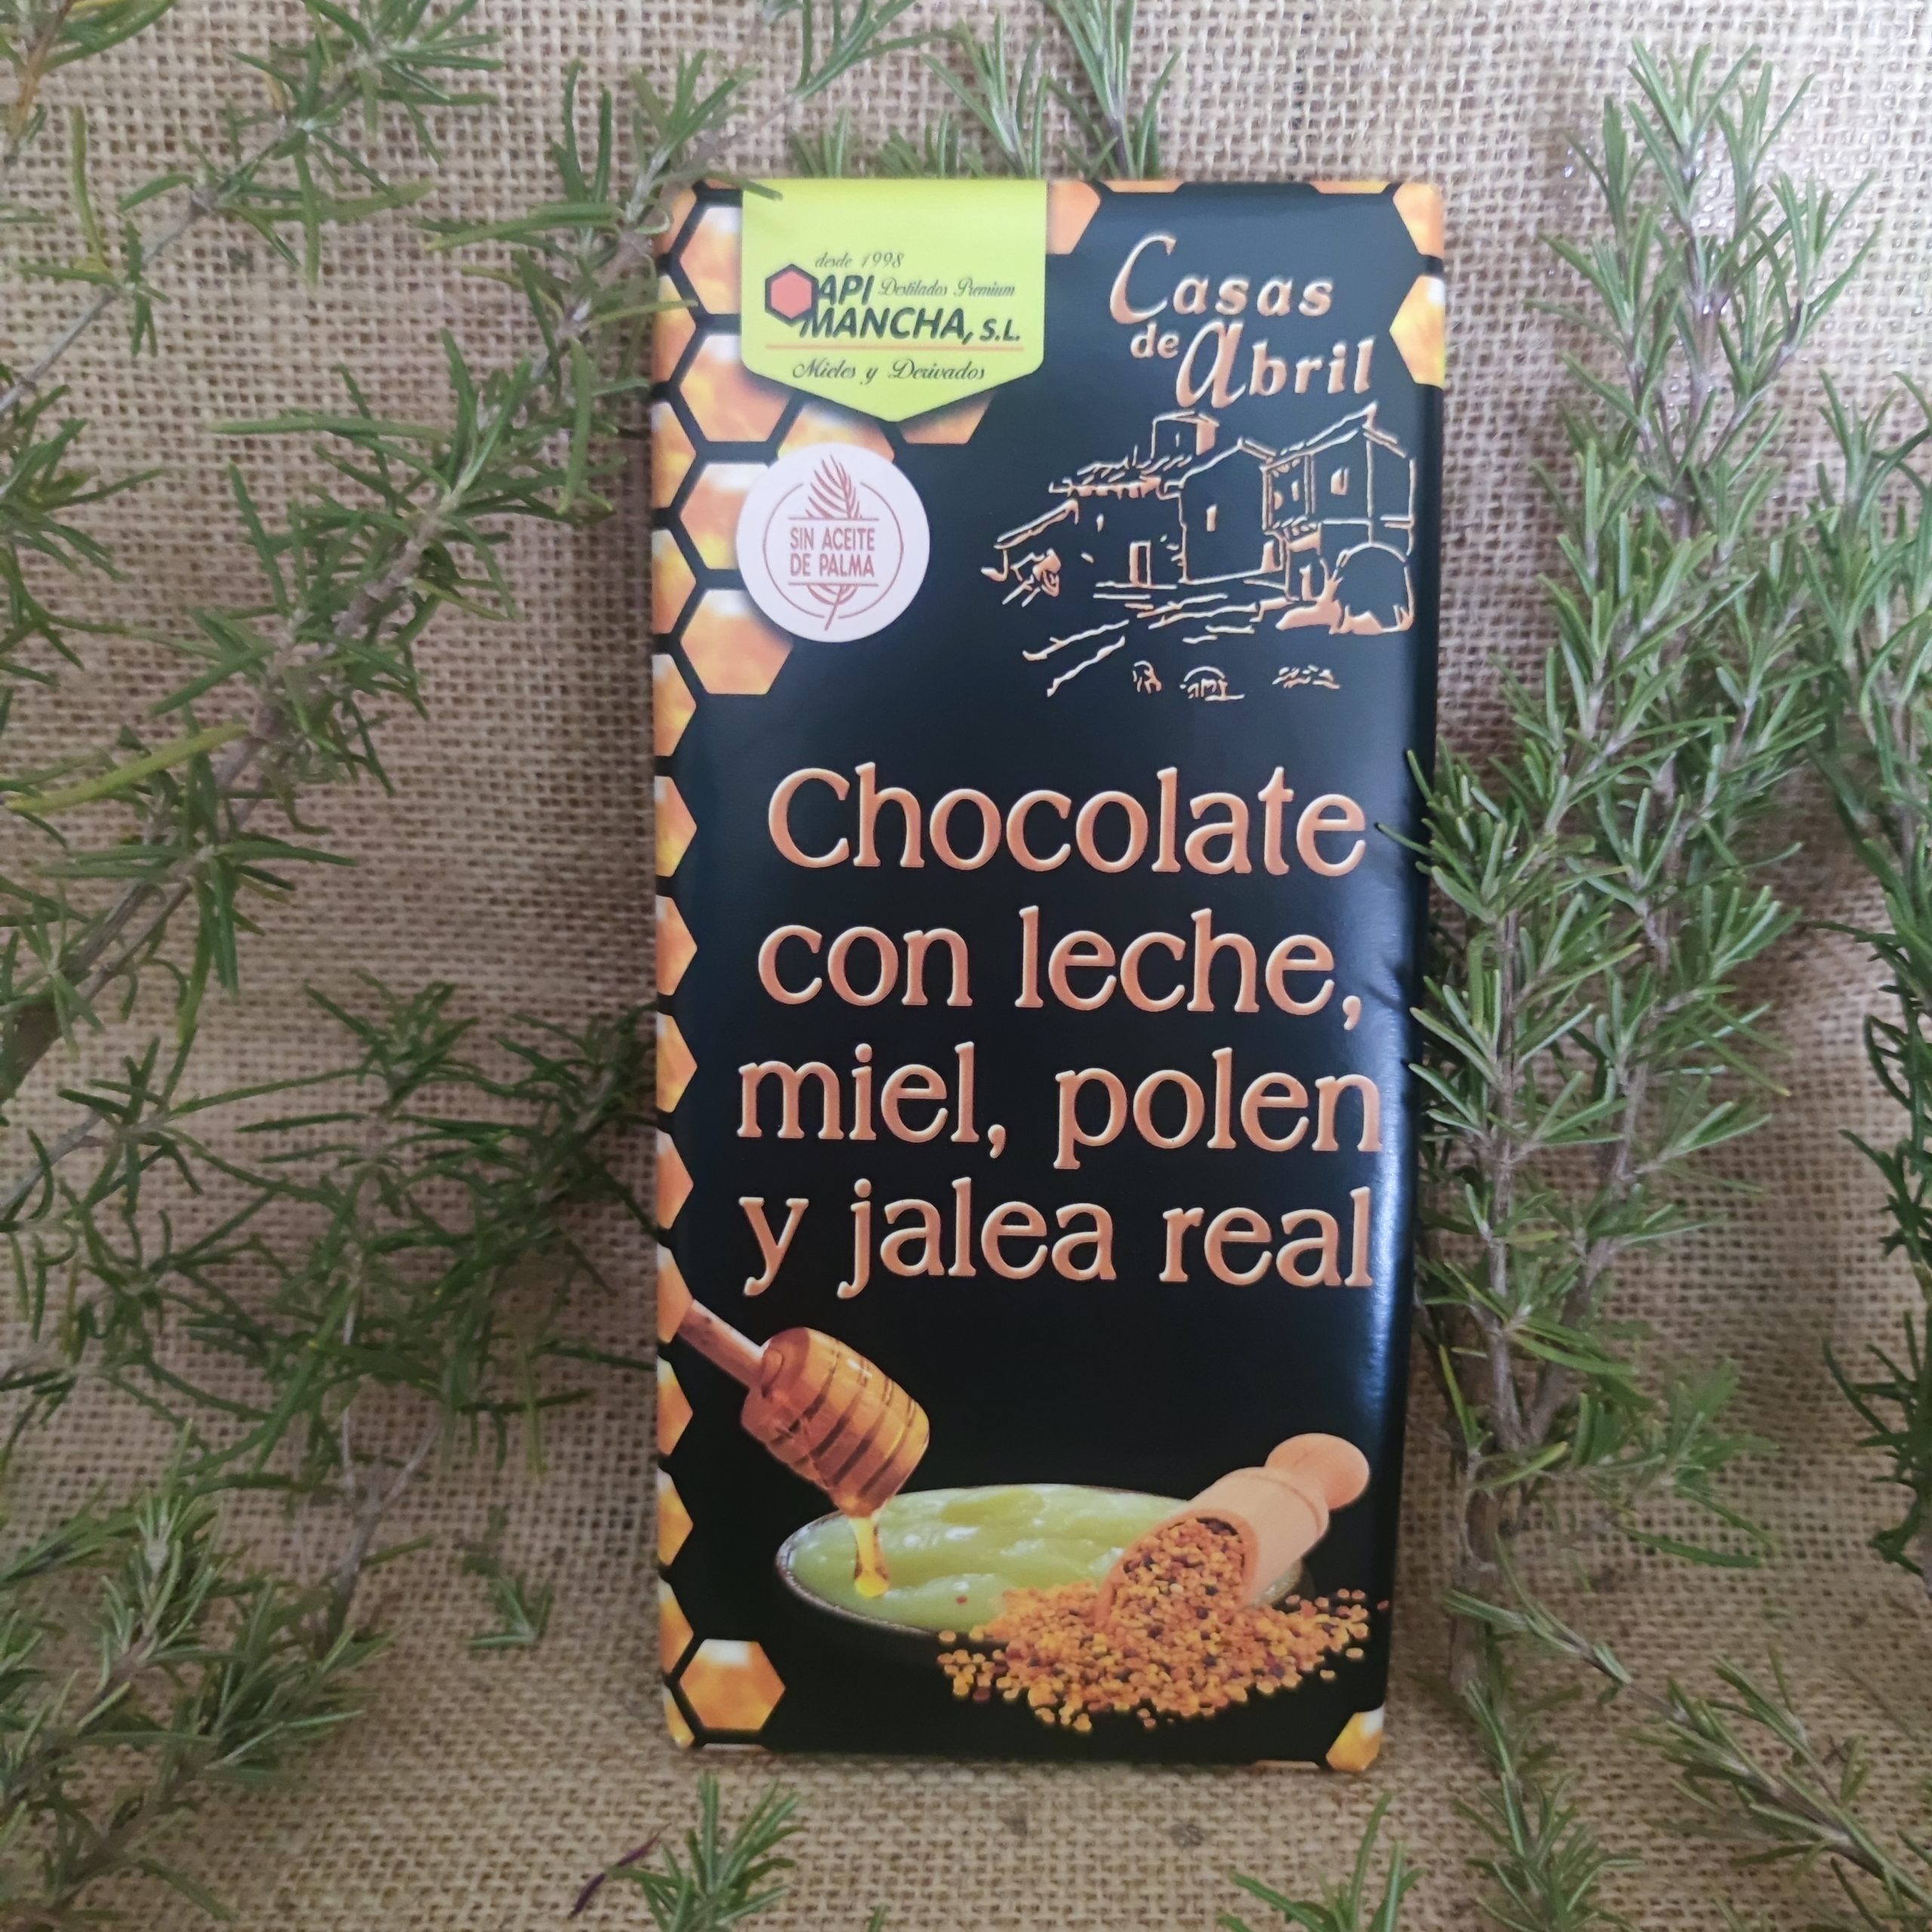 desde 1998
API Destilados Premium
MANCHA, S.L.
Mieles y Derivados
Casas
de abril
SIN ACEITE
DE PALMA
Chocolate
con leche,
miel, polen
y jalea real